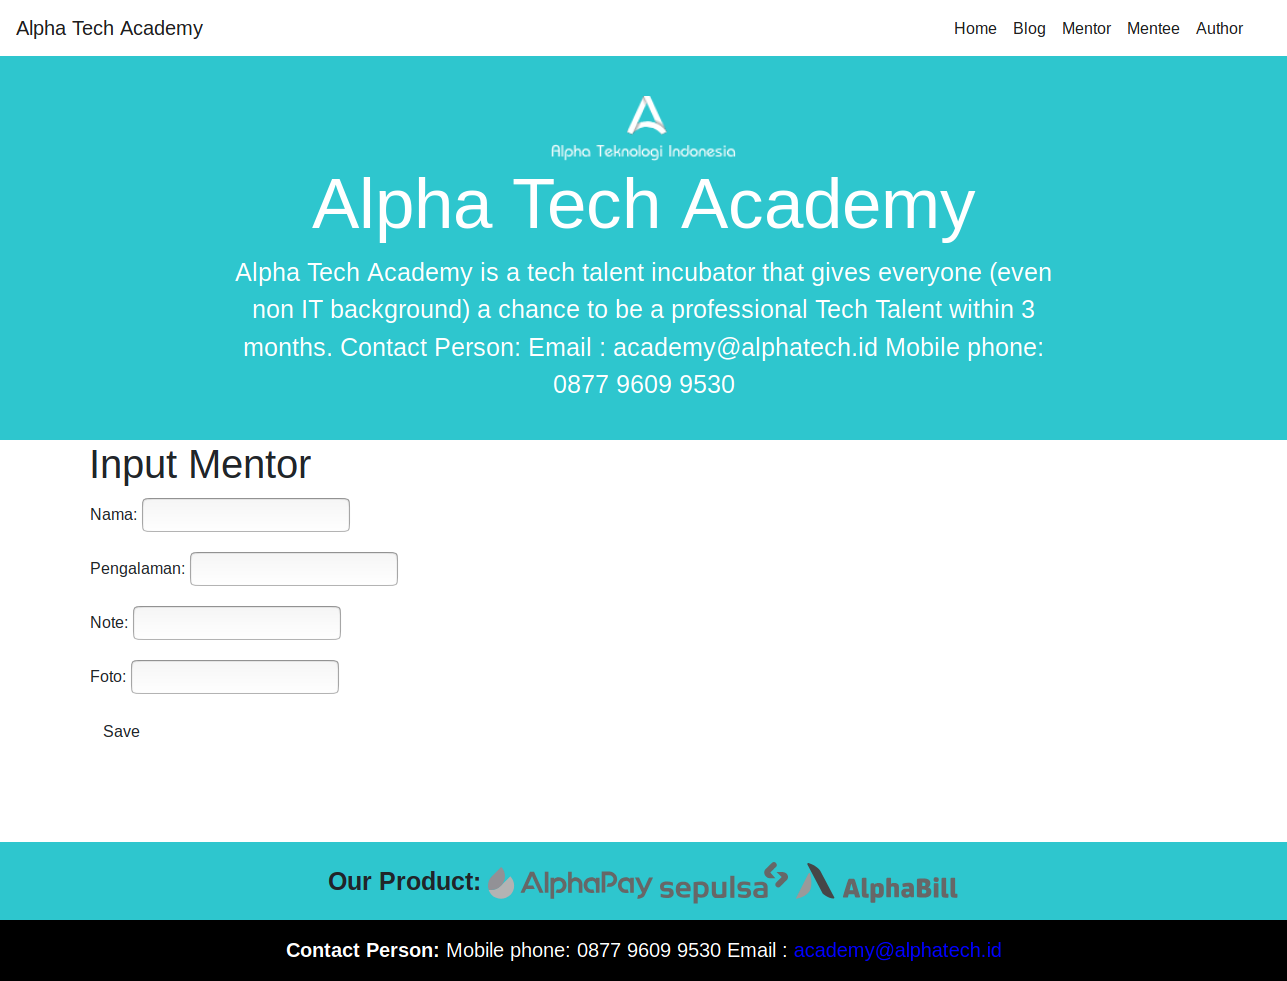 Alpha Tech Academy Home Blog Mentor Mentee Author
Alpha Teknologi Indonesia
Alpha Tech Academy
Alpha Tech Academy is a tech talent incubator that gives everyone (even
non IT background) a chance to be a professional Tech Talent within 3
months. Contact Person: Email : academy@alphatech.id Mobile phone:
0877 9609 9530
Input Mentor
Nama:
Pengalaman:
Note:
Foto:
Save
Our Product: AlphaPay sepulsa AlphaBill
Contact Person: Mobile phone: 0877 9609 9530 Email : academy@alphatech.id